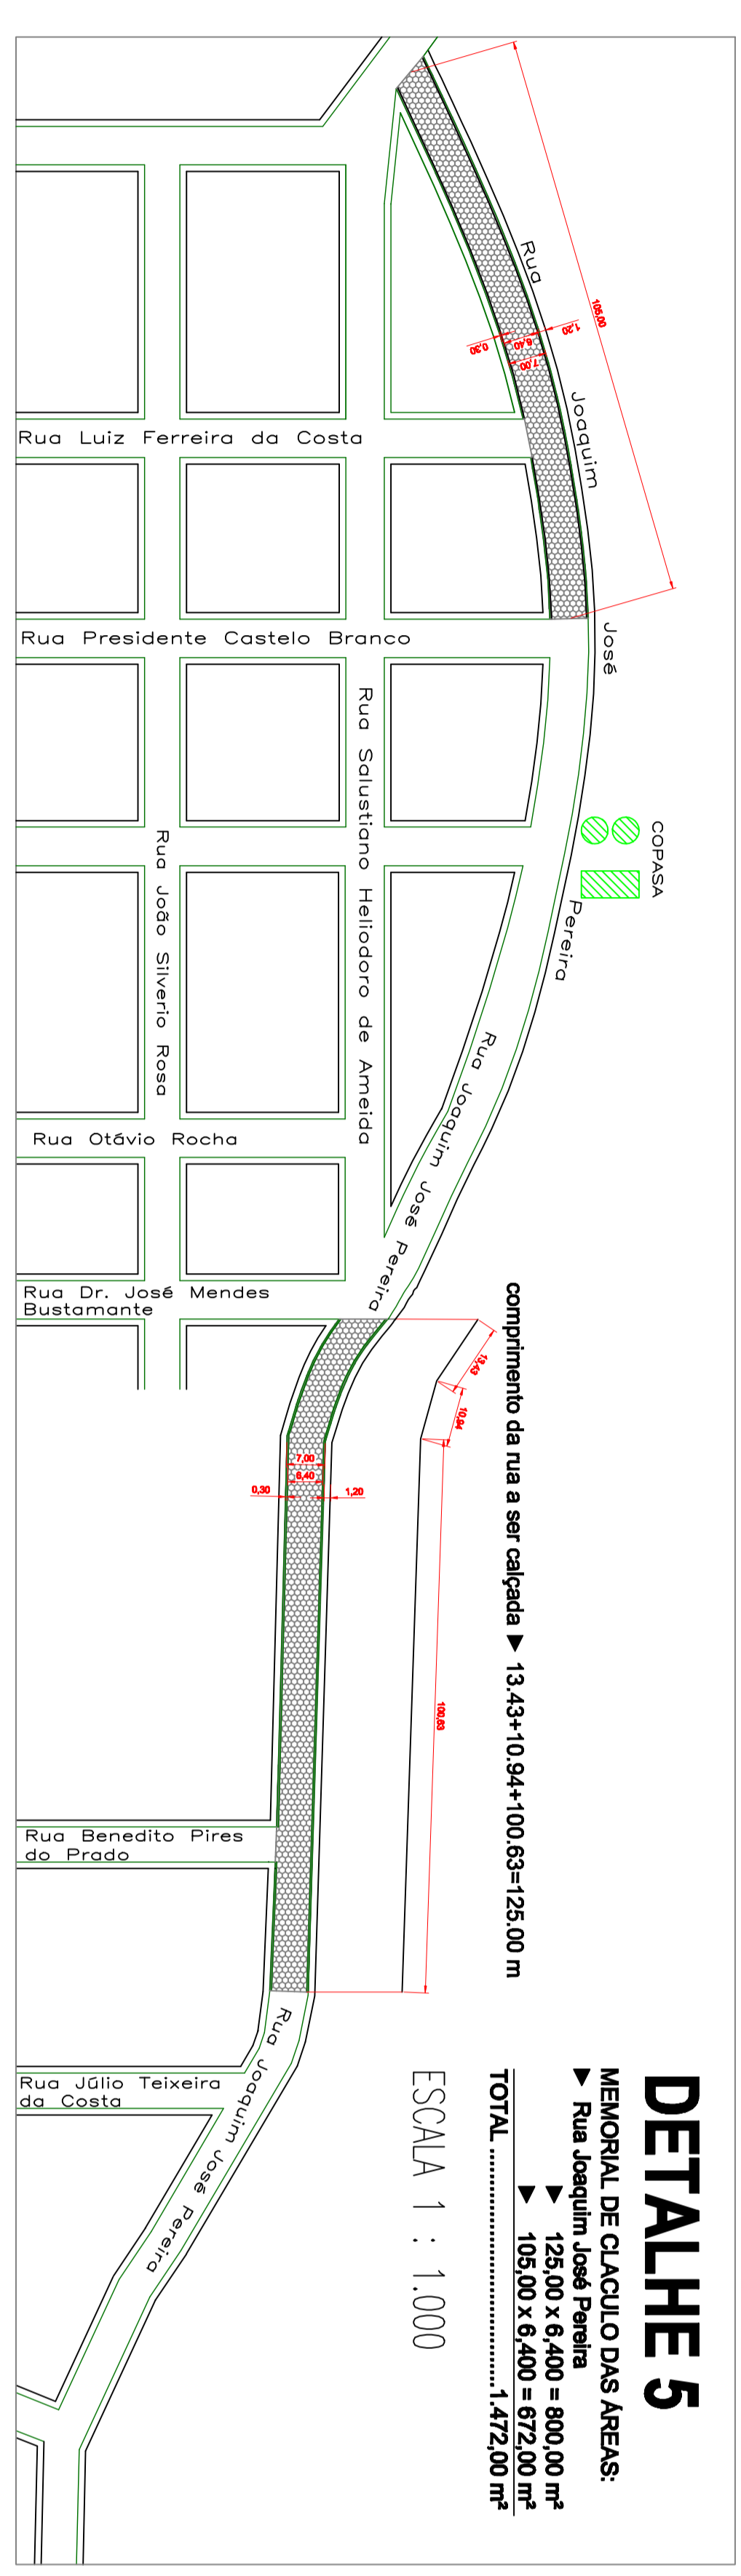 DETALHE 5
MEMORIAL DE CLACULO DAS ÁREAS:
► Rua Joaquim José Pereira
► 125,00 x 6,400 = 800,00 m²
► 105,00 x 6,400 = 672,00 m²
TOTAL ........................................ 1.472,00 m²
ESCALA 1 : 1.000
comprimento da rua a ser calçada ► 13.43+10.94+100.63=125.00 m
Rua Joaquim José Pereira
105,00
1,20
6,40
7,00
0,30
COPASA
Rua Luiz Ferreira da Costa
Rua Presidente Castelo Branco
Rua Salustiano Heliodoro de Ameida
Rua João Silverio Rosa
Rua Joaquim José Pereira
Rua Otávio Rocha
Rua Dr. José Mendes
Bustamante
13,43
10,94
100,63
7,00
6,40
0,30
1,20
Rua Benedito Pires
do Prado
Rua Joaquim José Pereira
Rua Júlio Teixeira
da Costa